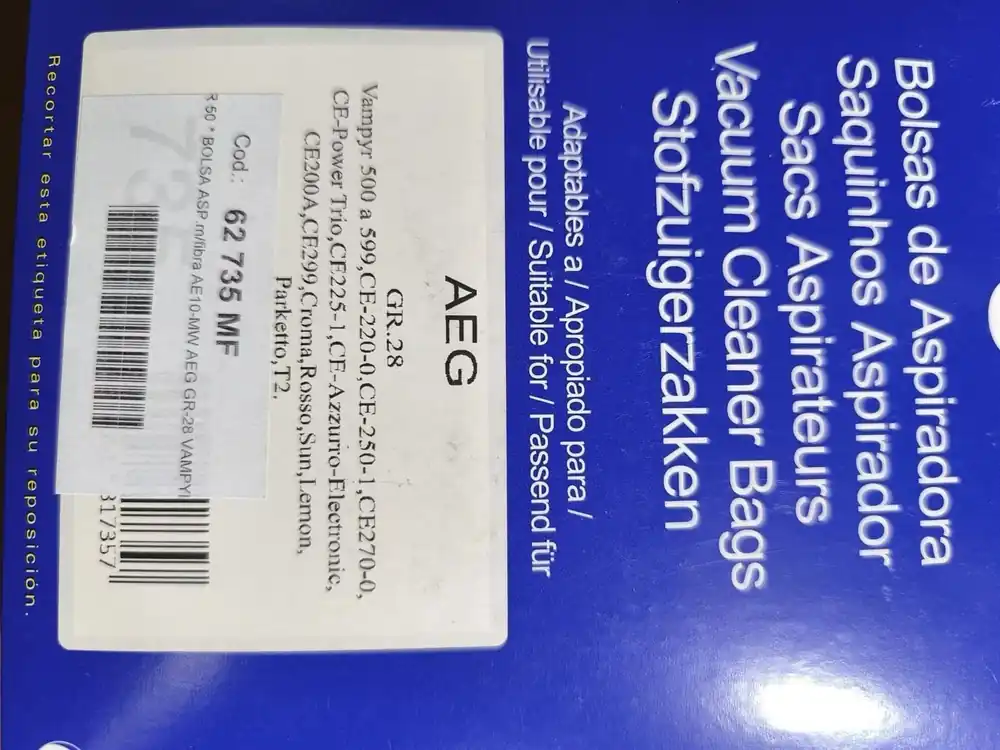 Bolsas de Aspiradora
Saquinhos Aspirador
Sacs Aspirateurs
Vacuum Cleaner Bags
Stofzuigerzakken
Adaptables a / Apropiado para /
Utilisable pour / Suitable for / Passend für
AEG
GR.28
Vampyr 500 a 599,CE-220-0,CE-250-1,CE270-0,
CE-Power Trio,CE225-1,CE-Azzurro-Electronic,
CE200A,CE299,Croma,Rosso,Sun,Lemon,
Parketto,T2.
Cod.: 62 735 MF
R 50 * BOLSA ASP.m/fibra AE10-MW AEG GR-28 VAMPY
317357
Recortar esta etiqueta para su reposición.